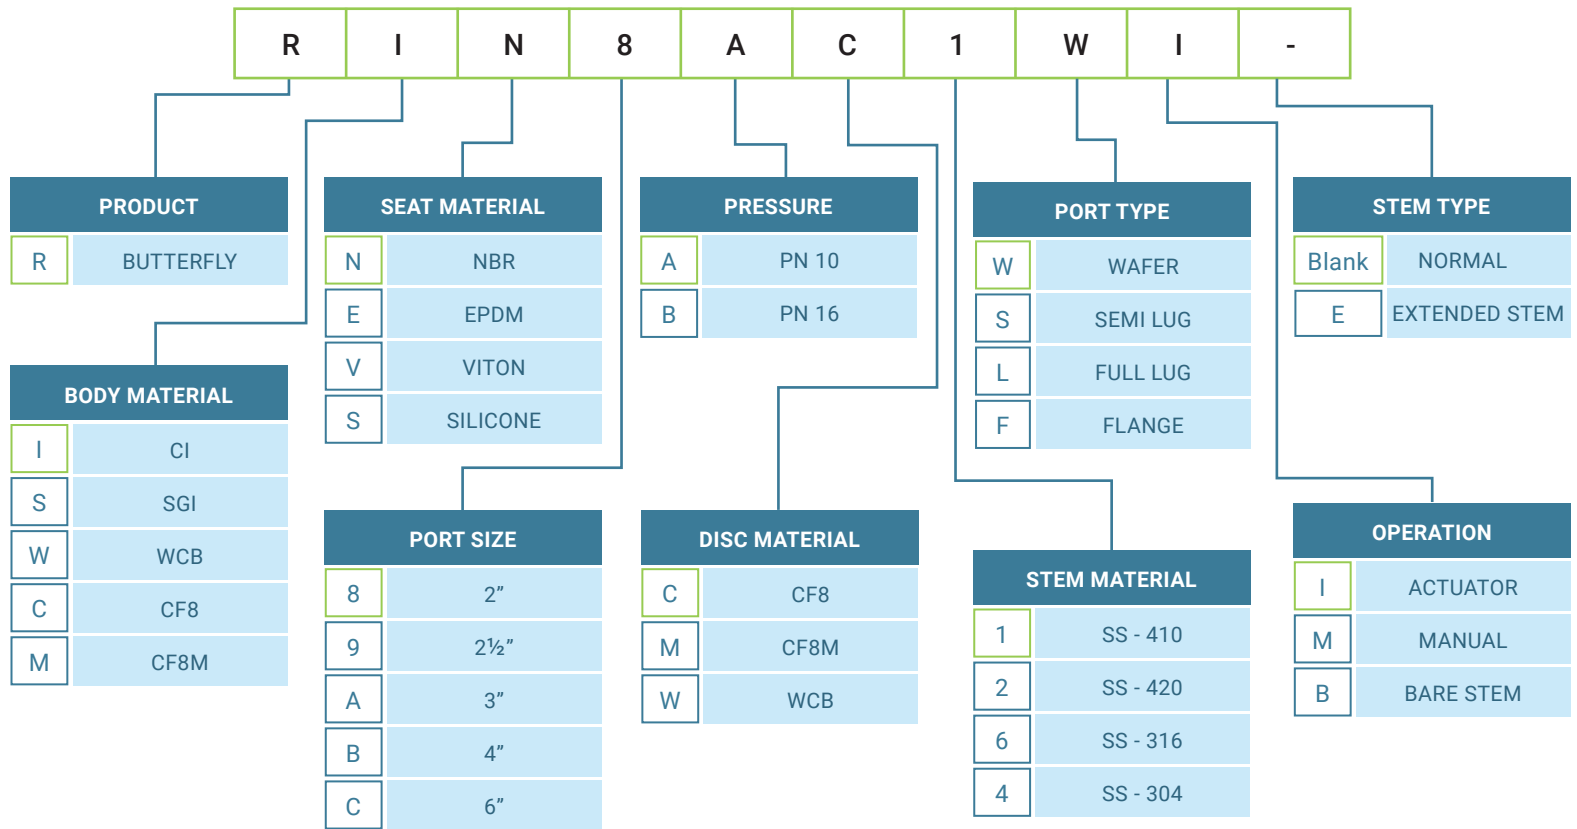 R I N 8 A C 1 W I -
PRODUCT
R BUTTERFLY
BODY MATERIAL
I CI
S SGI
W WCB
C CF8
M CF8M
SEAT MATERIAL
N NBR
E EPDM
V VITON
S SILICONE
PORT SIZE
8 2”
9 2½”
A 3”
B 4”
C 6”
PRESSURE
A PN 10
B PN 16
DISC MATERIAL
C CF8
M CF8M
W WCB
PORT TYPE
W WAFER
S SEMI LUG
L FULL LUG
F FLANGE
STEM MATERIAL
1 SS - 410
2 SS - 420
6 SS - 316
4 SS - 304
STEM TYPE
Blank NORMAL
E EXTENDED STEM
OPERATION
I ACTUATOR
M MANUAL
B BARE STEM